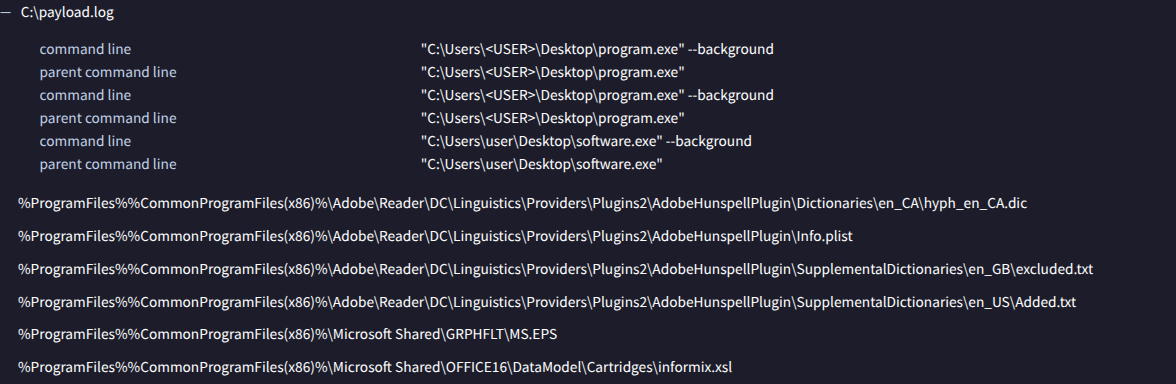 — C:\payload.log
command line "C:\Users\<USER>\Desktop\program.exe" --background
parent command line "C:\Users\<USER>\Desktop\program.exe"
command line "C:\Users\<USER>\Desktop\program.exe" --background
parent command line "C:\Users\<USER>\Desktop\program.exe"
command line "C:\Users\user\Desktop\software.exe" --background
parent command line "C:\Users\user\Desktop\software.exe"
%ProgramFiles%%CommonProgramFiles(x86)%\Adobe\Reader\DC\Linguistics\Providers\Plugins2\AdobeHunspellPlugin\Dictionaries\en_CA\hyph_en_CA.dic
%ProgramFiles%%CommonProgramFiles(x86)%\Adobe\Reader\DC\Linguistics\Providers\Plugins2\AdobeHunspellPlugin\Info.plist
%ProgramFiles%%CommonProgramFiles(x86)%\Adobe\Reader\DC\Linguistics\Providers\Plugins2\AdobeHunspellPlugin\SupplementalDictionaries\en_GB\excluded.txt
%ProgramFiles%%CommonProgramFiles(x86)%\Adobe\Reader\DC\Linguistics\Providers\Plugins2\AdobeHunspellPlugin\SupplementalDictionaries\en_US\Added.txt
%ProgramFiles%%CommonProgramFiles(x86)%\Microsoft Shared\GRPHFLT\MS.EPS
%ProgramFiles%%CommonProgramFiles(x86)%\Microsoft Shared\OFFICE16\DataModel\Cartridges\informix.xsl